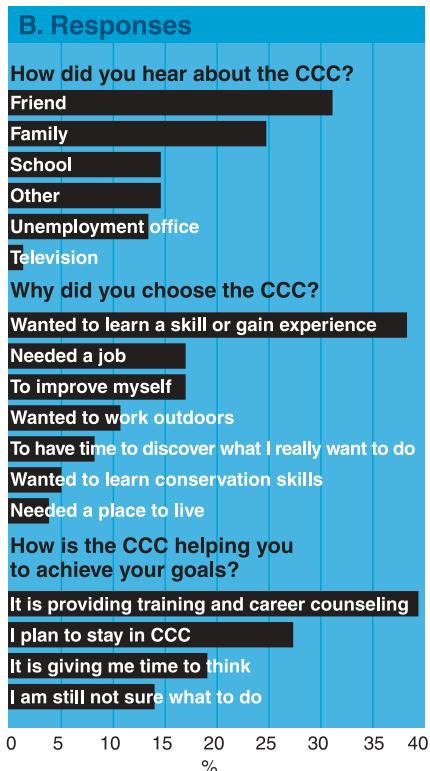 B. Responses
How did you hear about the CCC?
Friend
Family
School
Other
Unemployment office
Television
Why did you choose the CCC?
Wanted to learn a skill or gain experience
Needed a job
To improve myself
Wanted to work outdoors
To have time to discover what I really want to do
Wanted to learn conservation skills
Needed a place to live
How is the CCC helping you
to achieve your goals?
It is providing training and career counseling
I plan to stay in CCC
It is giving me time to think
I am still not sure what to do
0 5 10 15 20 25 30 35 40
%